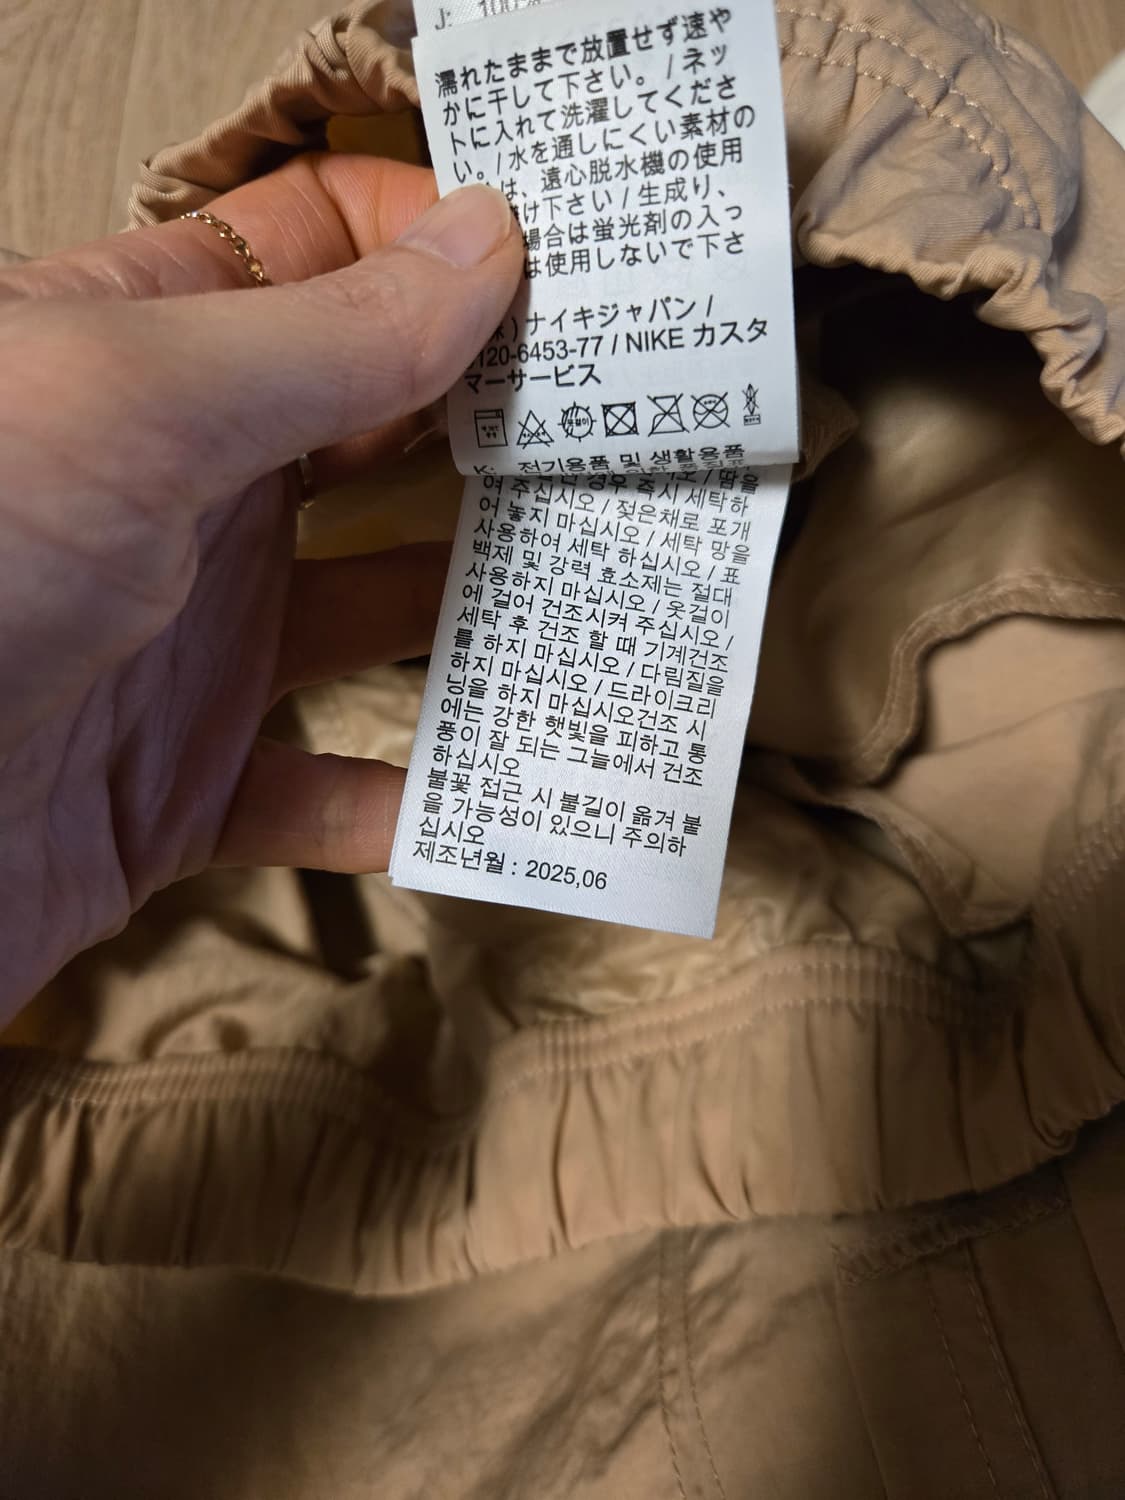 J: 100%
濡れたままで放置せず速や
かに干して下さい。/ ネッ
トに入れて洗濯してくださ
い。/ 水を通しにくい素材の
は、遠心脱水機の使用
け下さい / 生成り、
場合は蛍光剤の入っ
は使用しないで下さ
) ナイキジャパン /
120-6453-77 / NIKE カスタ
マーサービス
K: 전기용품 및 생활용품
경우 즉시 세탁하
여 주십시오 / 젖은채로 포개
어 놓지 마십시오 / 세탁 망을
사용하여 세탁 하십시오 / 표
백제 및 강력 효소제는 절대
사용하지 마십시오 / 옷걸이
에 걸어 건조시켜 주십시오 /
세탁 후 건조 할 때 기계건조
를 하지 마십시오 / 다림질을
하지 마십시오 / 드라이크리
닝을 하지 마십시오건조 시
에는 강한 햇빛을 피하고 통
풍이 잘 되는 그늘에서 건조
하십시오
불꽃 접근 시 불길이 옮겨 붙
을 가능성이 있으니 주의하
십시오
제조년월 : 2025,06